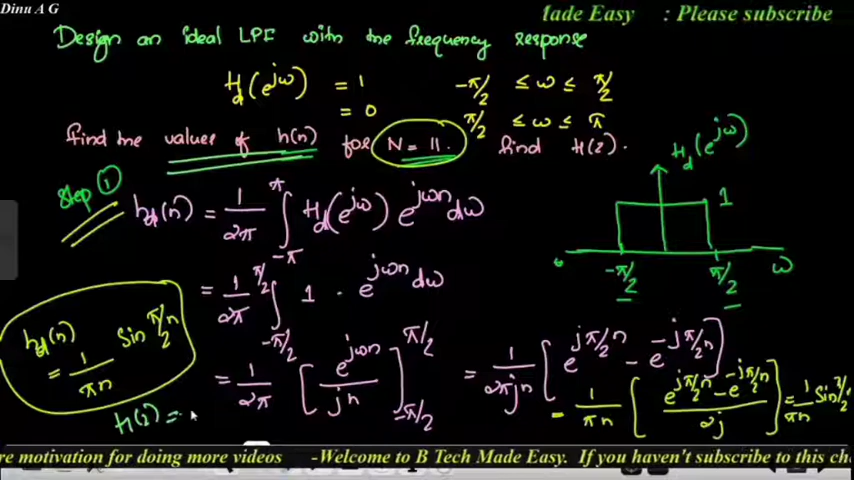 Dinu A G
Made Easy : Please subscribe
Design an ideal LPF with the frequency response
H_d(e^{jω}) = 1 -π/2 ≤ ω ≤ π/2
= 0 π/2 ≤ ω ≤ π
find the values of h(n) for N = 11. find H(z).
Step ①
h_d(n) = 1/2π ∫_{-π}^{π} H_d(e^{jω}) e^{jωn} dω
H_d(e^{jω})
1
-π/2 π/2 ω
= 1/2π ∫_{-π/2}^{π/2} 1 · e^{jωn} dω
h_d(n) = 1/πn Sin π/2 n
= 1/2π [e^{jωn}/jn]_{-π/2}^{π/2} = 1/2πjn [e^{jπ/2 n} - e^{-jπ/2 n}]
= 1/πn [e^{jπ/2 n} - e^{-jπ/2 n}/2j] = 1/πn Sin
H(z) =
re motivation for doing more videos -Welcome to B Tech Made Easy. If you haven't subscribe to this ch